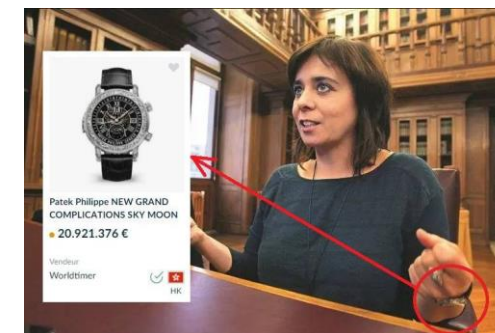 Patek Philippe NEW GRAND
COMPLICATIONS SKY MOON
20.921.376 €
Vendeur
Worldtimer
HK